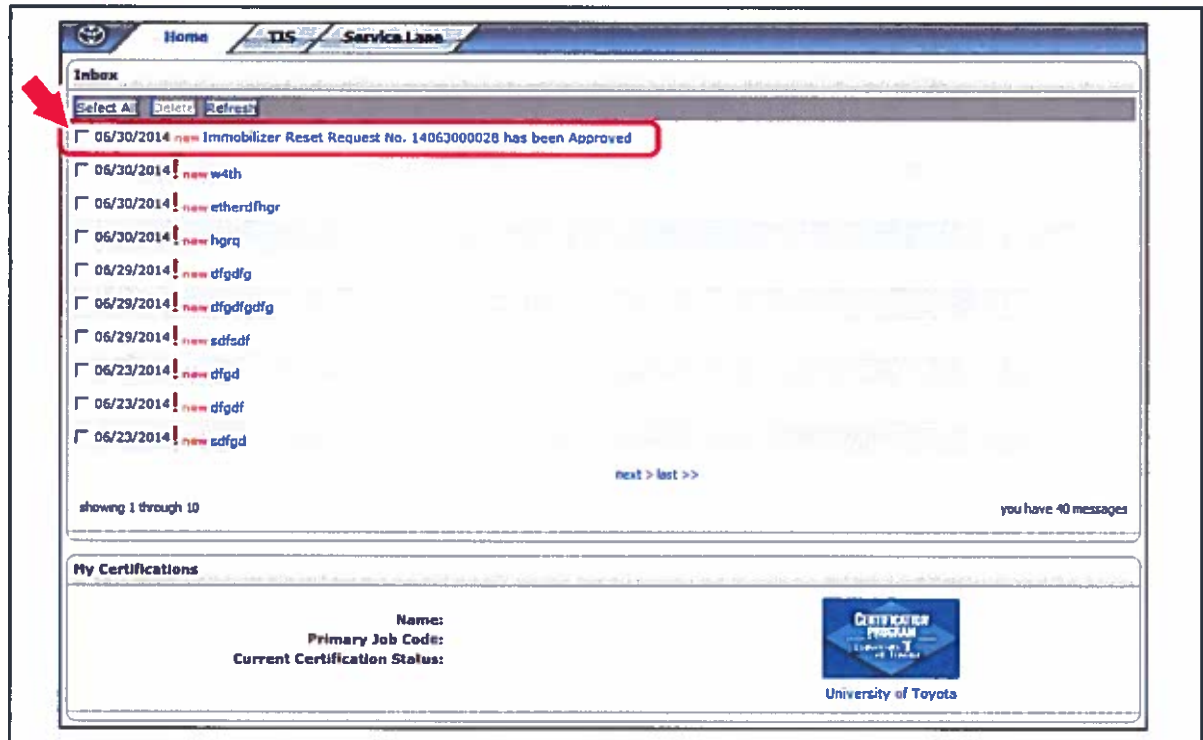 Home TIS Service Lane
Inbox
Select All Delete Refresh
06/30/2014 new Immobilizer Reset Request No. 14063000028 has been Approved
06/30/2014 ! new w4th
06/30/2014 ! new etherdfhgr
06/30/2014 ! new hgrq
06/29/2014 ! new dfgdfg
06/29/2014 ! new dfgdfgdfg
06/29/2014 ! new sdfsdf
06/23/2014 ! new dfgd
06/23/2014 ! new dfgdf
06/23/2014 ! new sdfgd
next > last >>
showing 1 through 10 you have 40 messages
My Certifications
Name:
Primary Job Code:
Current Certification Status:
CERTIFICATION
PROGRAM
University of Toyota